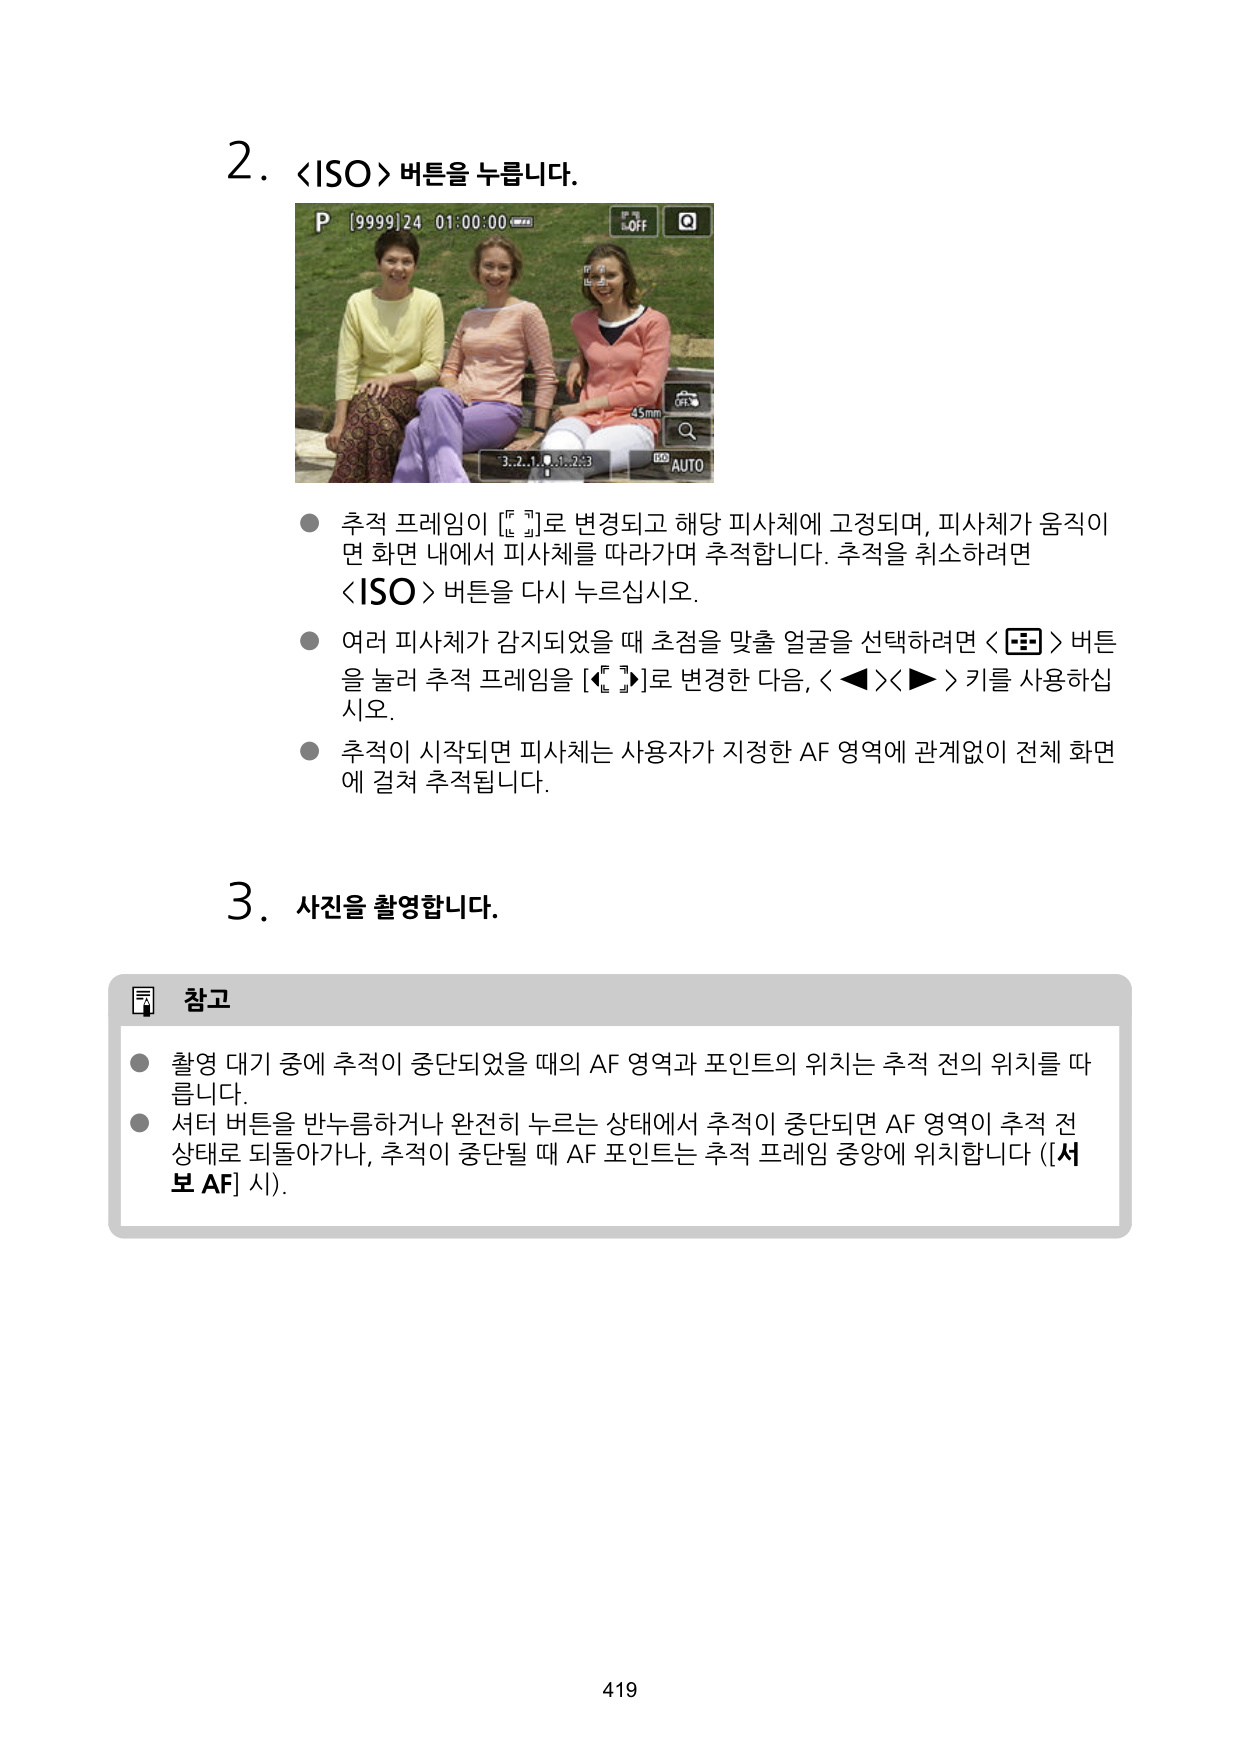 2. <ISO> 버튼을 누릅니다.
P [9999]24 01:00:00 OFF Q
OFF
45mm
3..2..1..0..1..2..3 ISO AUTO
● 추적 프레임이 [ ]로 변경되고 해당 피사체에 고정되며, 피사체가 움직이
면 화면 내에서 피사체를 따라가며 추적합니다. 추적을 취소하려면
<ISO> 버튼을 다시 누르십시오.
● 여러 피사체가 감지되었을 때 초점을 맞출 얼굴을 선택하려면 < > 버튼
을 눌러 추적 프레임을 [ ]로 변경한 다음, < ◀ >< ▶ > 키를 사용하십
시오.
● 추적이 시작되면 피사체는 사용자가 지정한 AF 영역에 관계없이 전체 화면
에 걸쳐 추적됩니다.
3. 사진을 촬영합니다.
참고
● 촬영 대기 중에 추적이 중단되었을 때의 AF 영역과 포인트의 위치는 추적 전의 위치를 따
릅니다.
● 셔터 버튼을 반누름하거나 완전히 누르는 상태에서 추적이 중단되면 AF 영역이 추적 전
상태로 되돌아가나, 추적이 중단될 때 AF 포인트는 추적 프레임 중앙에 위치합니다 ([서
보 AF] 시).
419